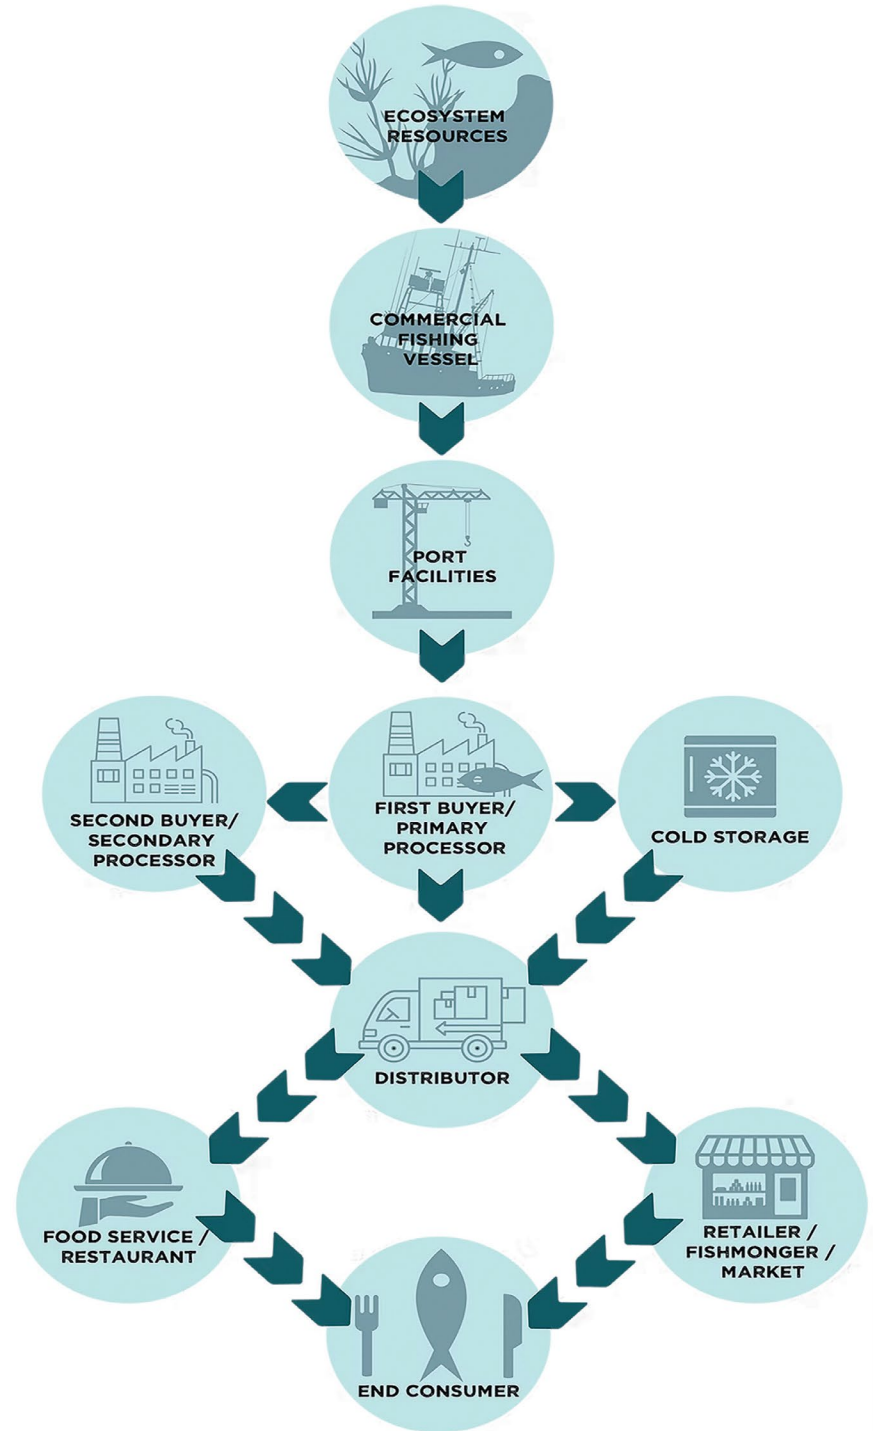 ECOSYSTEM
RESOURCES
COMMERCIAL
FISHING
VESSEL
PORT
FACILITIES
SECOND BUYER/
SECONDARY
PROCESSOR
FIRST BUYER/
PRIMARY
PROCESSOR
COLD STORAGE
DISTRIBUTOR
FOOD SERVICE /
RESTAURANT
RETAILER /
FISHMONGER /
MARKET
END CONSUMER